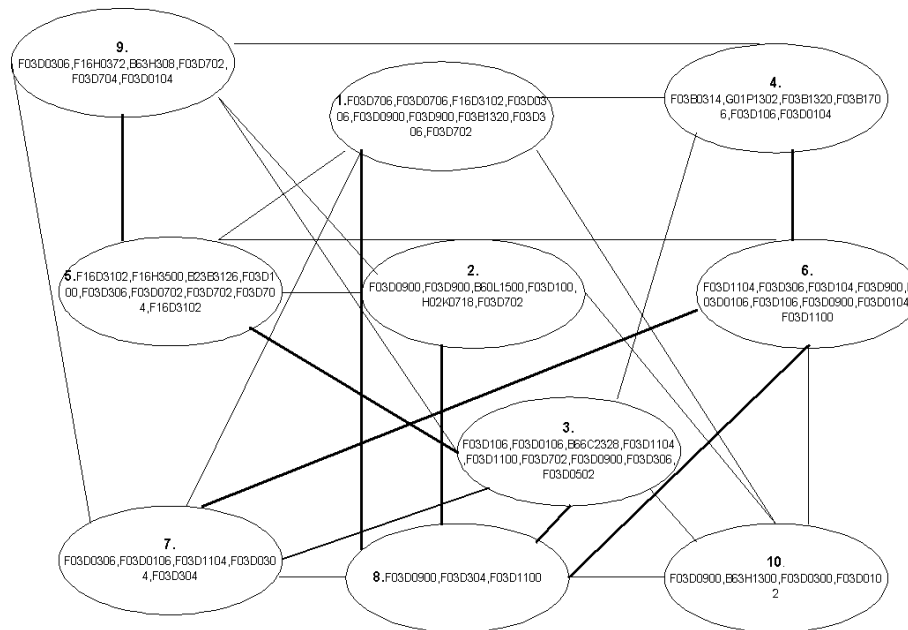 9.
F03D0306,F16H0372,B63H308,F03D702,
F03D704,F03D0104
1.F03D706,F03D0706,F16D3102,F03D03
06,F03D0900,F03D900,F03B1320,F03D3
06,F03D702
4.
F03B0314,G01P1302,F03B1320,F03B170
6,F03D106,F03D0104
5.F16D3102,F16H3500,B23B3126,F03D1
00,F03D306,F03D0702,F03D702,F03D70
4,F16D3102
2.
F03D0900,F03D900,B60L1500,F03D100,
H02K0718,F03D702
6.
F03D1104,F03D306,F03D104,F03D900,
03D0106,F03D106,F03D0900,F03D0104
F03D1100
3.
F03D106,F03D0106,B66C2328,F03D1104
,F03D1100,F03D702,F03D0900,F03D306,
F03D0502
7.
F03D0306,F03D0106,F03D1104,F03D030
4,F03D304
8.F03D0900,F03D304,F03D1100
10.
F03D0900,B63H1300,F03D0300,F03D010
2